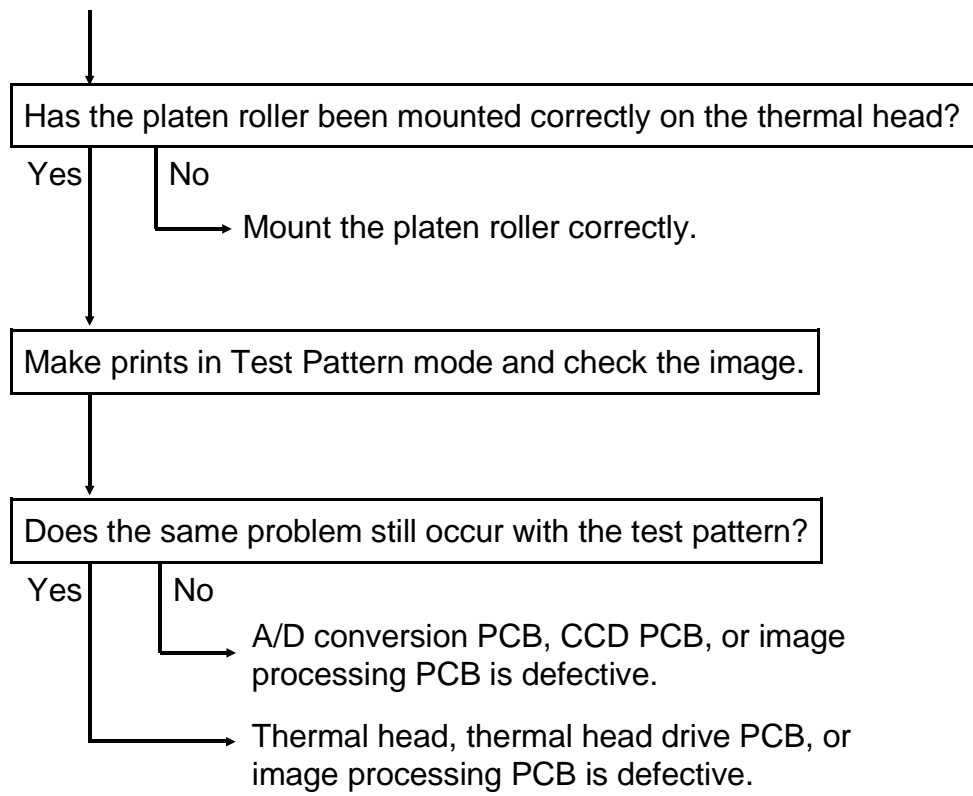 Has the platen roller been mounted correctly on the thermal head?
Yes No
Mount the platen roller correctly.
Make prints in Test Pattern mode and check the image.
Does the same problem still occur with the test pattern?
Yes No
A/D conversion PCB, CCD PCB, or image
processing PCB is defective.
Thermal head, thermal head drive PCB, or
image processing PCB is defective.